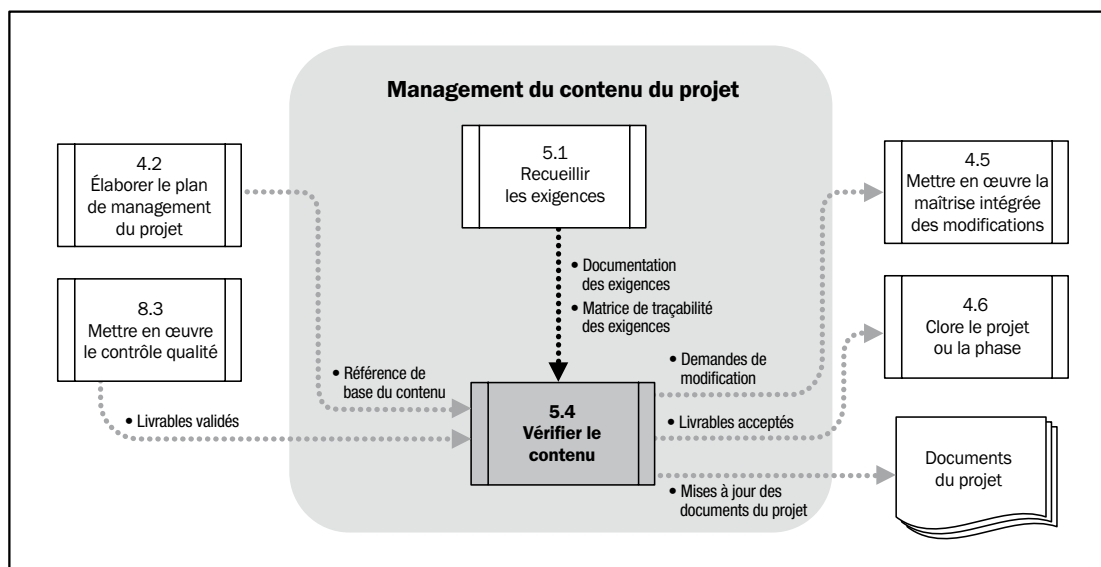 Management du contenu du projet
4.2
Élaborer le plan
de management
du projet
5.1
Recueillir
les exigences
4.5
Mettre en œuvre la
maîtrise intégrée
des modifications
8.3
Mettre en œuvre
le contrôle qualité
• Documentation
des exigences
• Matrice de traçabilité
des exigences
4.6
Clore le projet
ou la phase
• Référence de
base du contenu
• Demandes de
modification
• Livrables validés
5.4
Vérifier le
contenu
• Livrables acceptés
• Mises à jour des
documents du projet
Documents
du projet